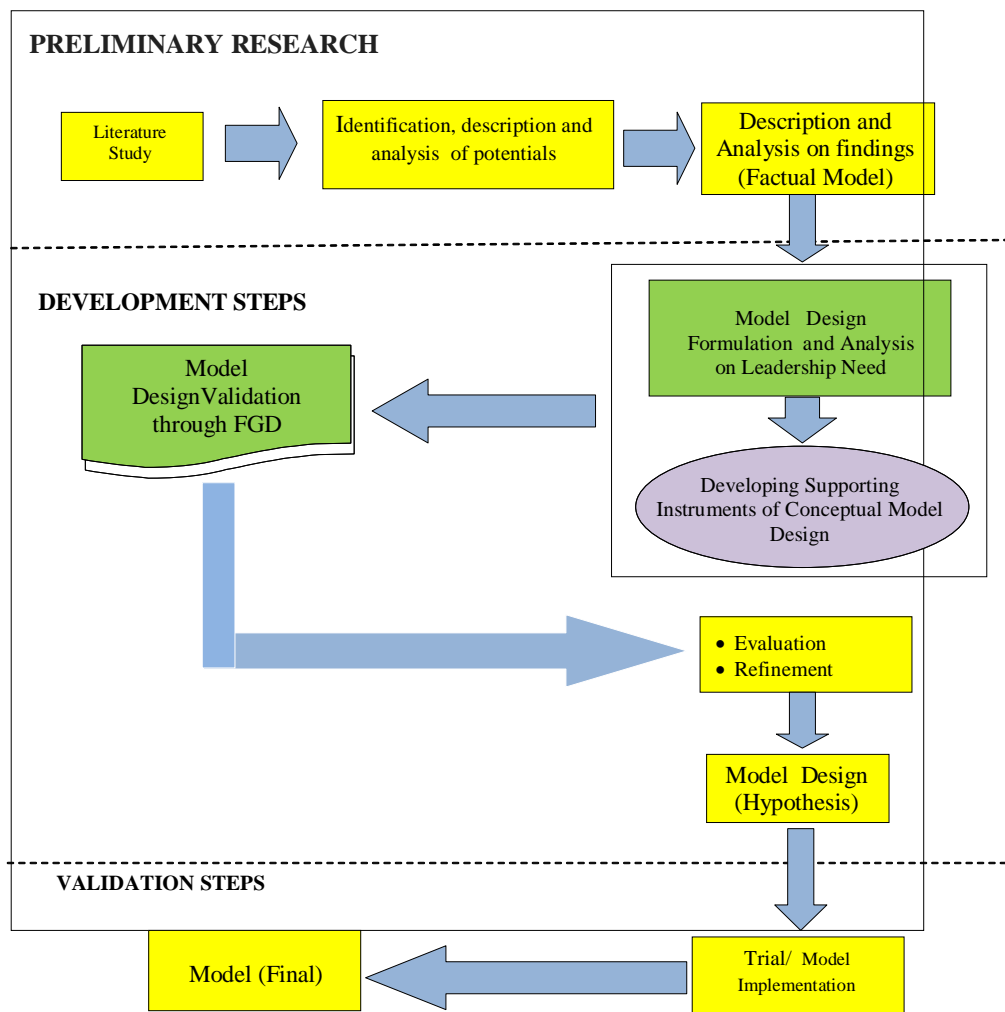 PRELIMINARY RESEARCH
Literature
Study
Identification, description and
analysis of potentials
Description and
Analysis on findings
(Factual Model)
DEVELOPMENT STEPS
Model Design
Formulation and Analysis
on Leadership Need
Model
DesignValidation
through FGD
Developing Supporting
Instruments of Conceptual Model
Design
• Evaluation
• Refinement
Model Design
(Hypothesis)
VALIDATION STEPS
Trial/ Model
Implementation
Model (Final)